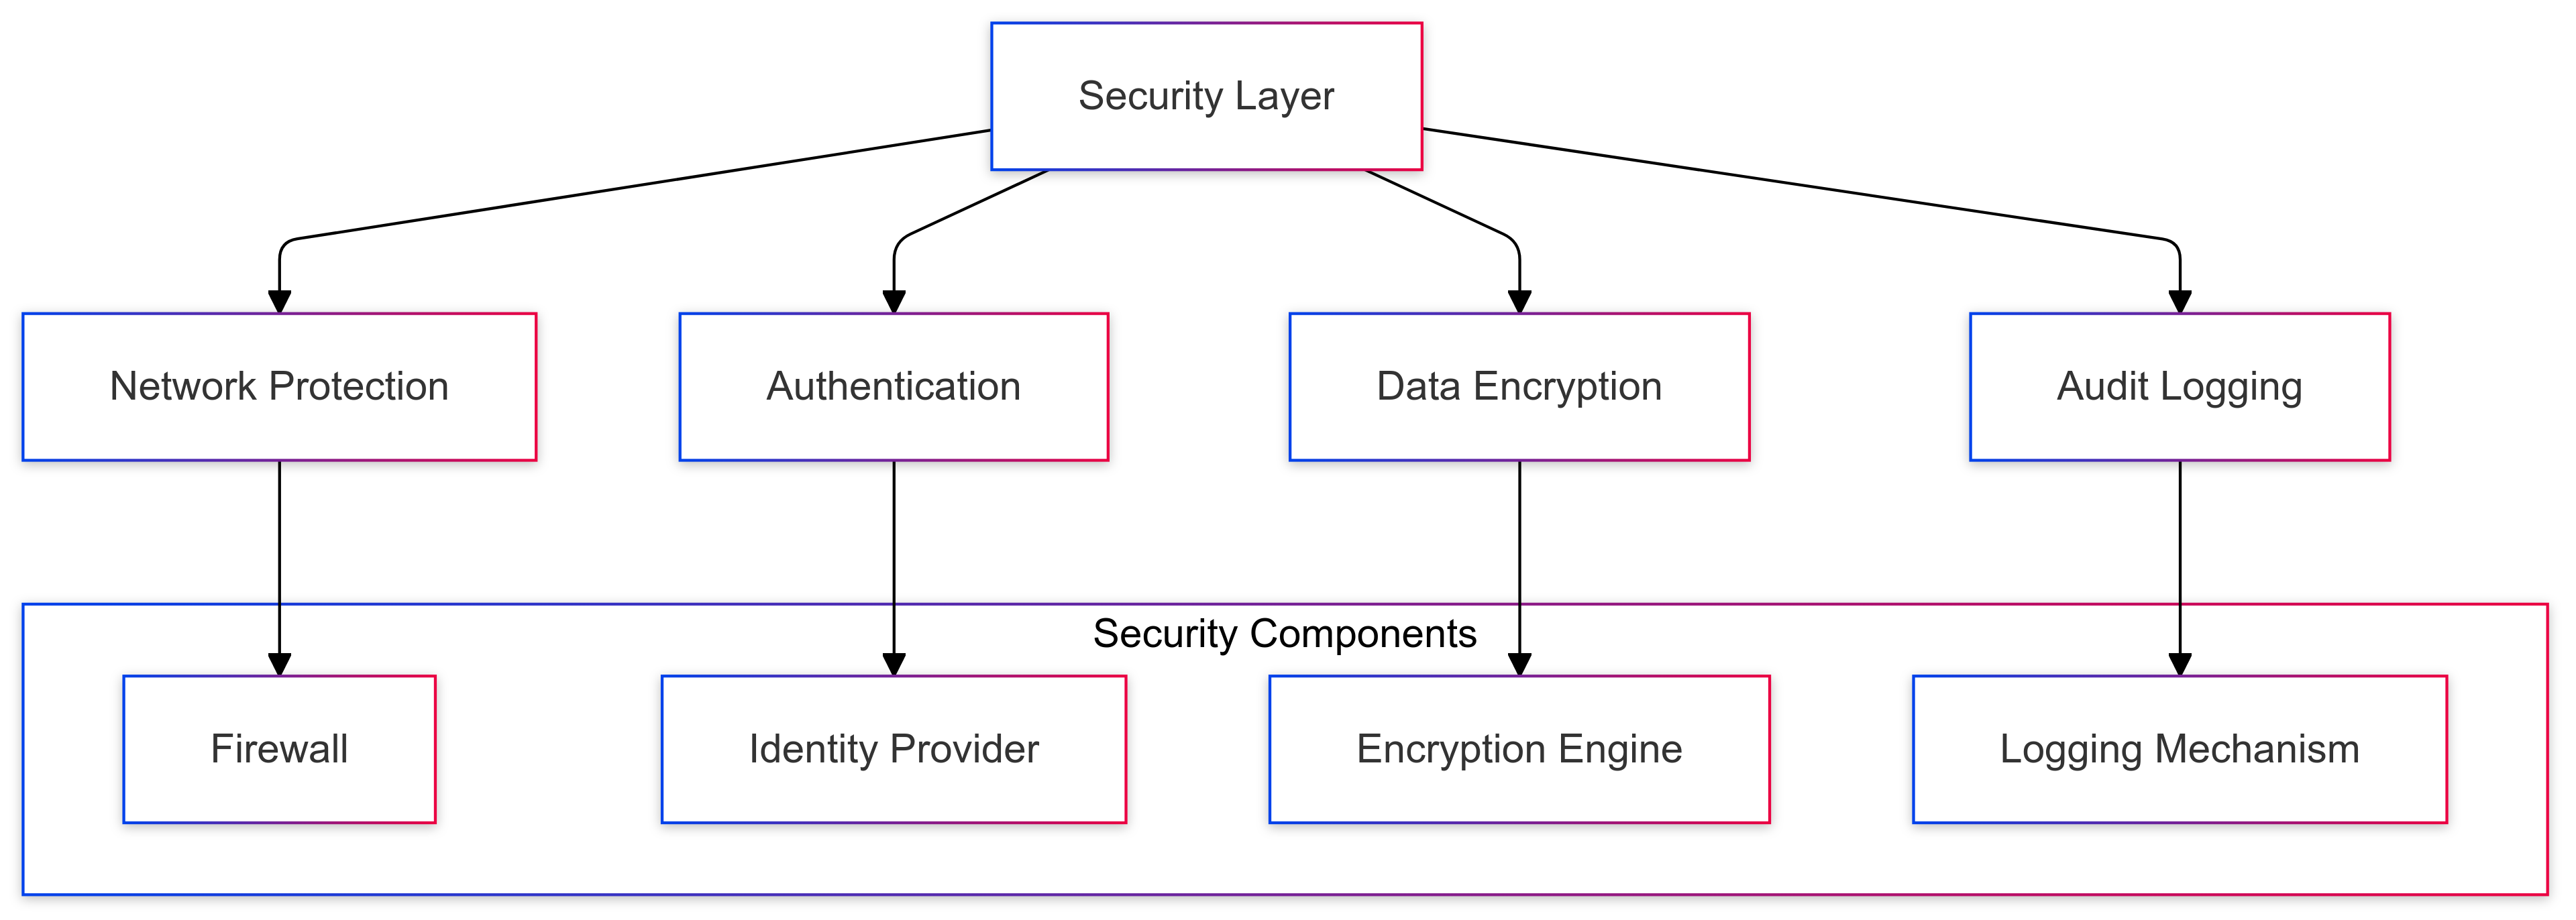 Security Layer
Network Protection
Authentication
Data Encryption
Audit Logging
Security Components
Firewall
Identity Provider
Encryption Engine
Logging Mechanism